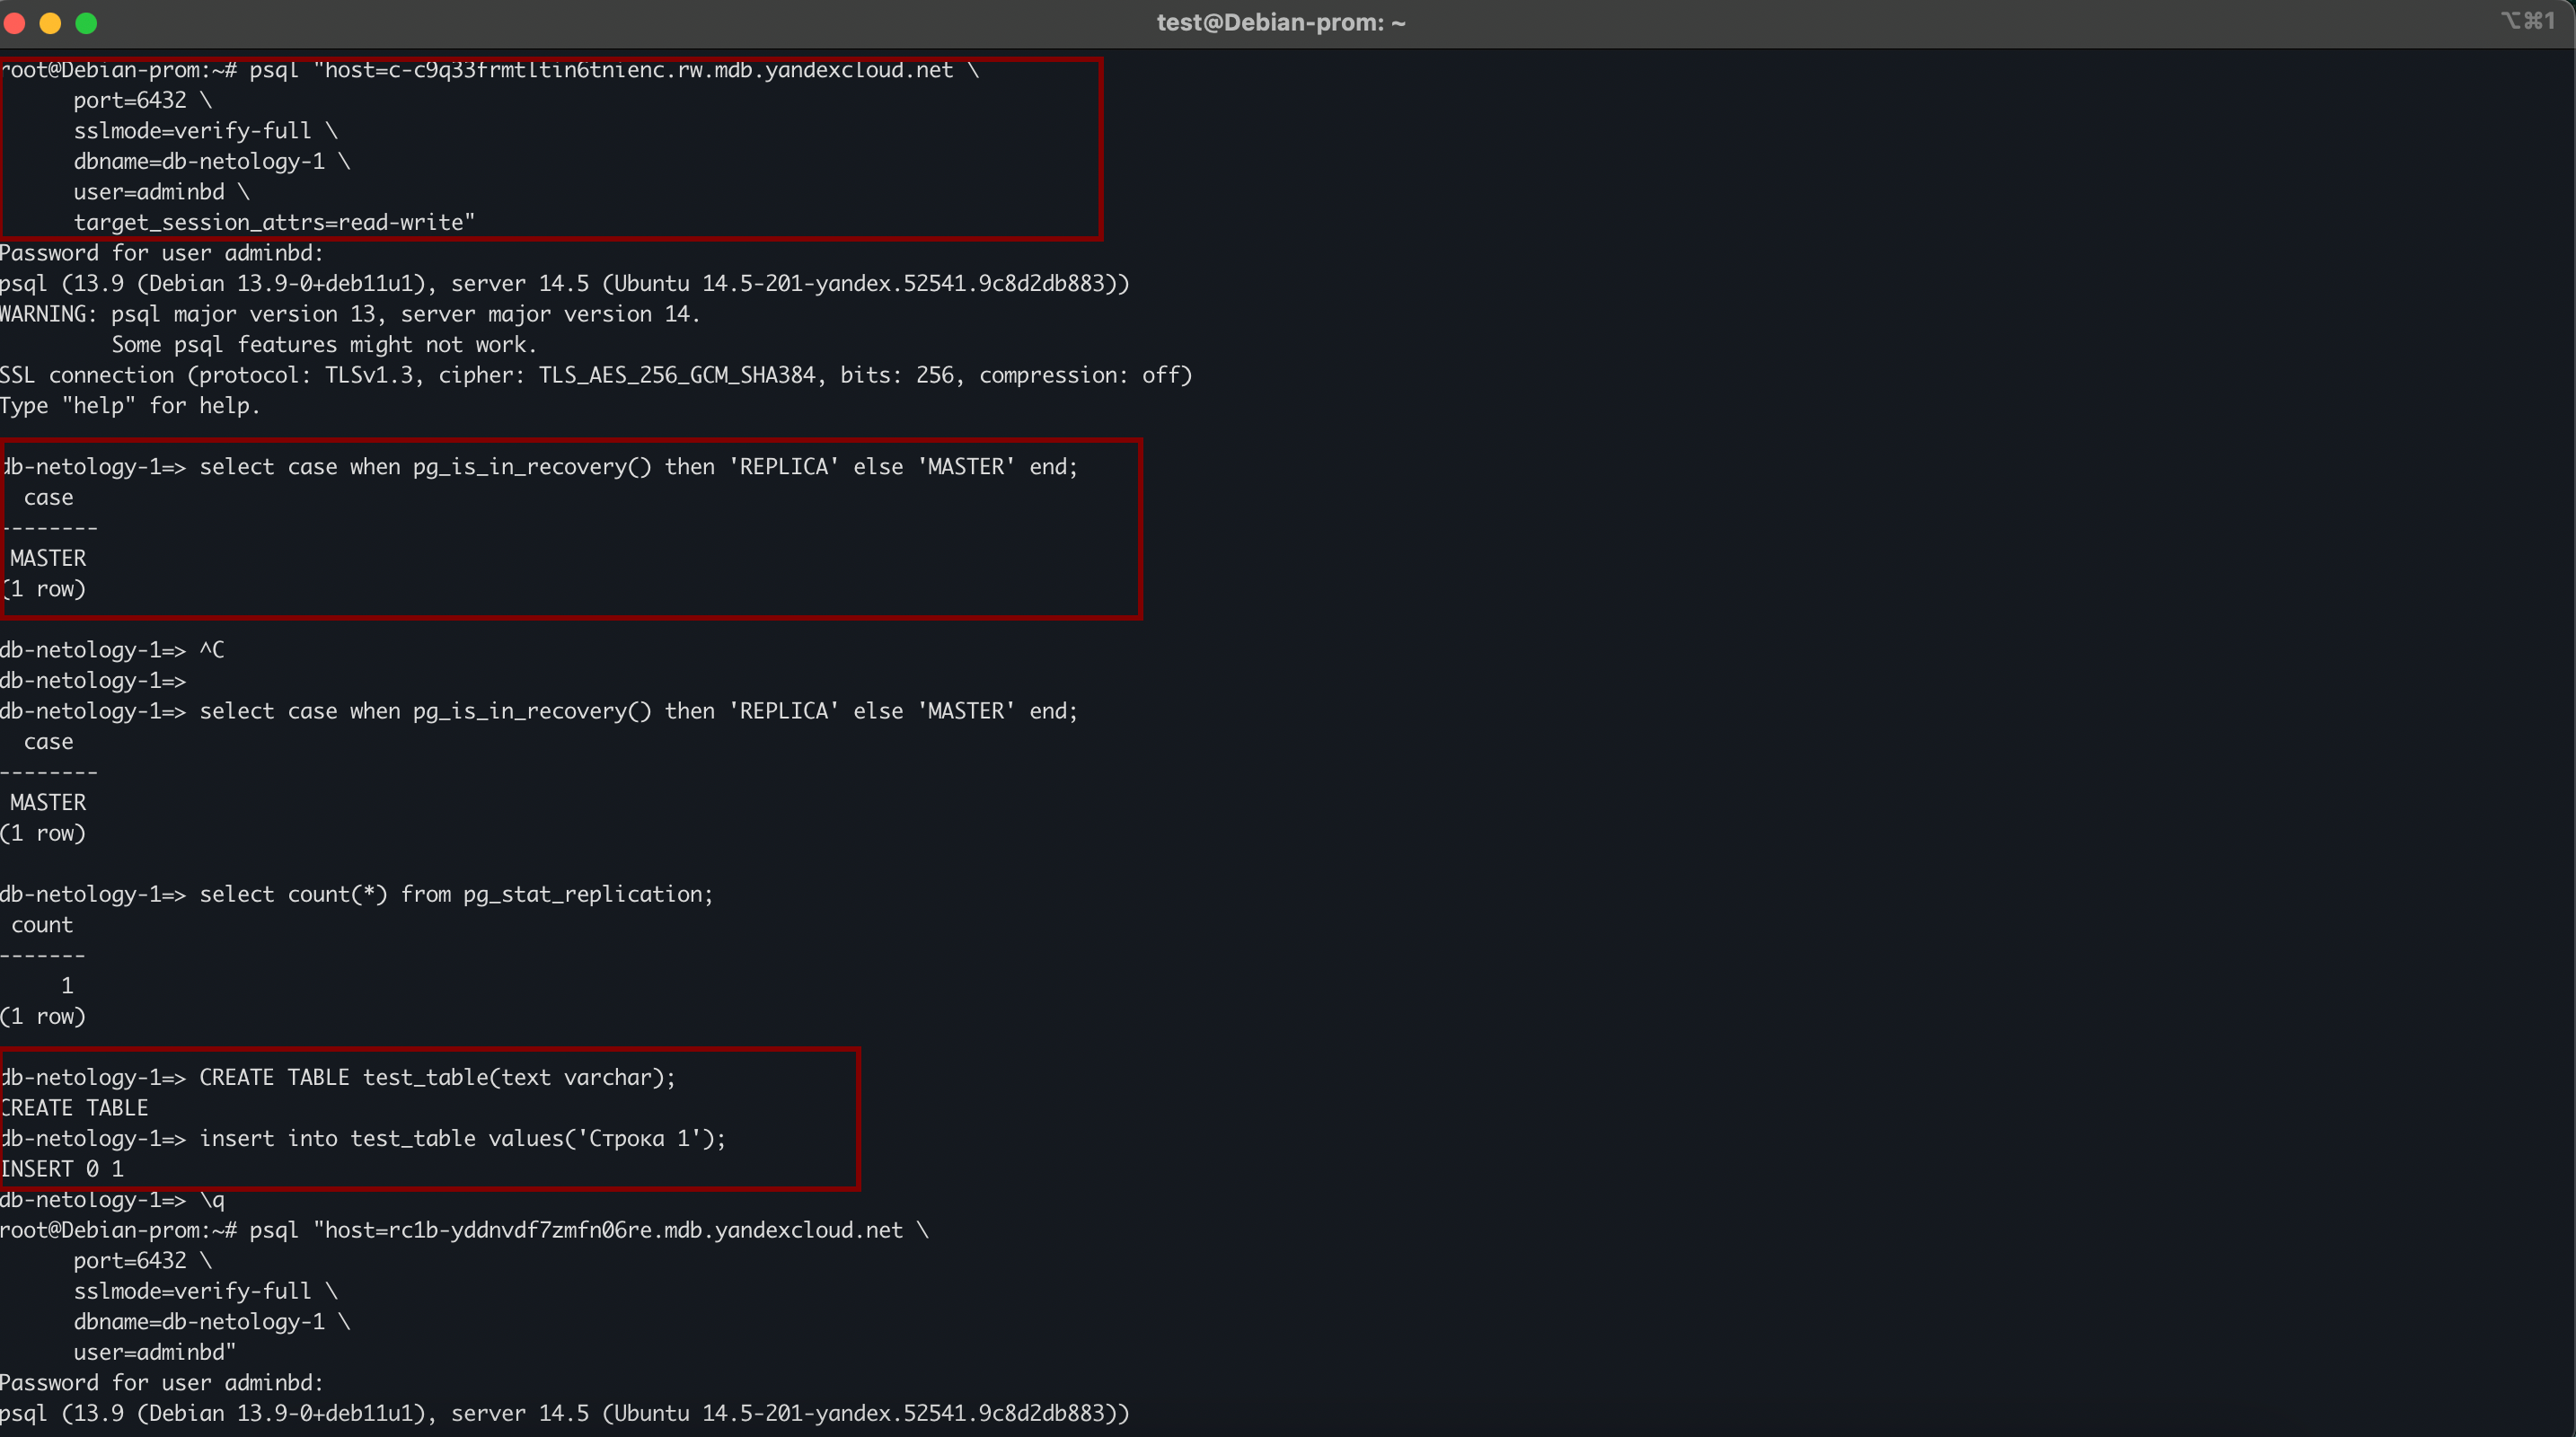 test@Debian-prom: ~
⌥⌘1
root@Debian-prom:~# psql "host=c-c9q33frmtltin6tnienc.rw.mdb.yandexcloud.net \
      port=6432 \
      sslmode=verify-full \
      dbname=db-netology-1 \
      user=adminbd \
      target_session_attrs=read-write"
Password for user adminbd:
psql (13.9 (Debian 13.9-0+deb11u1), server 14.5 (Ubuntu 14.5-201-yandex.52541.9c8d2db883))
WARNING: psql major version 13, server major version 14.
         Some psql features might not work.
SSL connection (protocol: TLSv1.3, cipher: TLS_AES_256_GCM_SHA384, bits: 256, compression: off)
Type "help" for help.
db-netology-1=> select case when pg_is_in_recovery() then 'REPLICA' else 'MASTER' end;
  case
--------
 MASTER
(1 row)
db-netology-1=> ^C
db-netology-1=>
db-netology-1=> select case when pg_is_in_recovery() then 'REPLICA' else 'MASTER' end;
  case
--------
 MASTER
(1 row)
db-netology-1=> select count(*) from pg_stat_replication;
 count
-------
     1
(1 row)
db-netology-1=> CREATE TABLE test_table(text varchar);
CREATE TABLE
db-netology-1=> insert into test_table values('Строка 1');
INSERT 0 1
db-netology-1=> \q
root@Debian-prom:~# psql "host=rc1b-yddnvdf7zmfn06re.mdb.yandexcloud.net \
      port=6432 \
      sslmode=verify-full \
      dbname=db-netology-1 \
      user=adminbd"
Password for user adminbd:
psql (13.9 (Debian 13.9-0+deb11u1), server 14.5 (Ubuntu 14.5-201-yandex.52541.9c8d2db883))